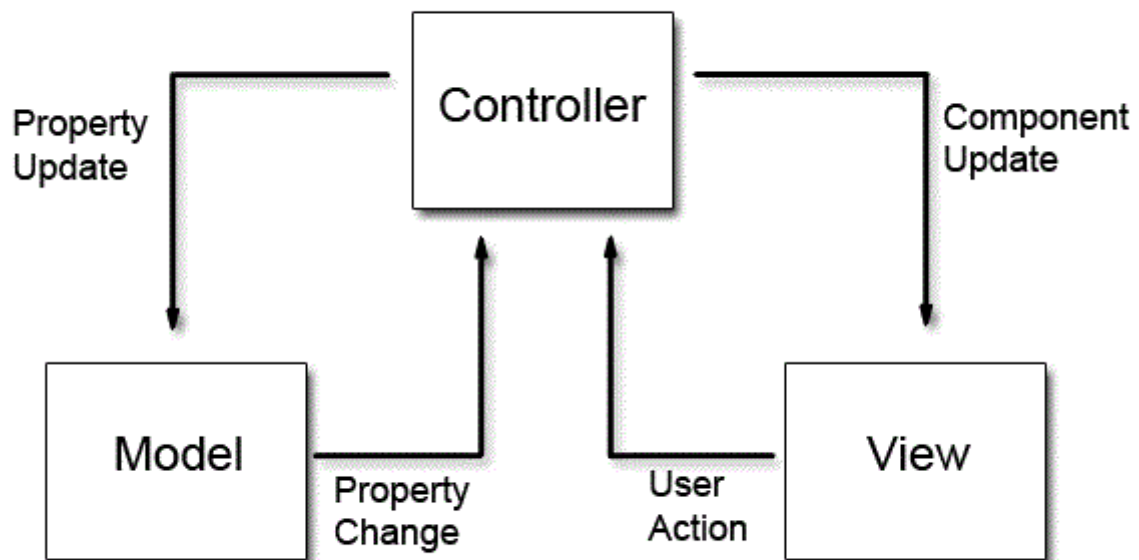 Controller
Property
Update
Component
Update
Model
Property
Change
User
Action
View